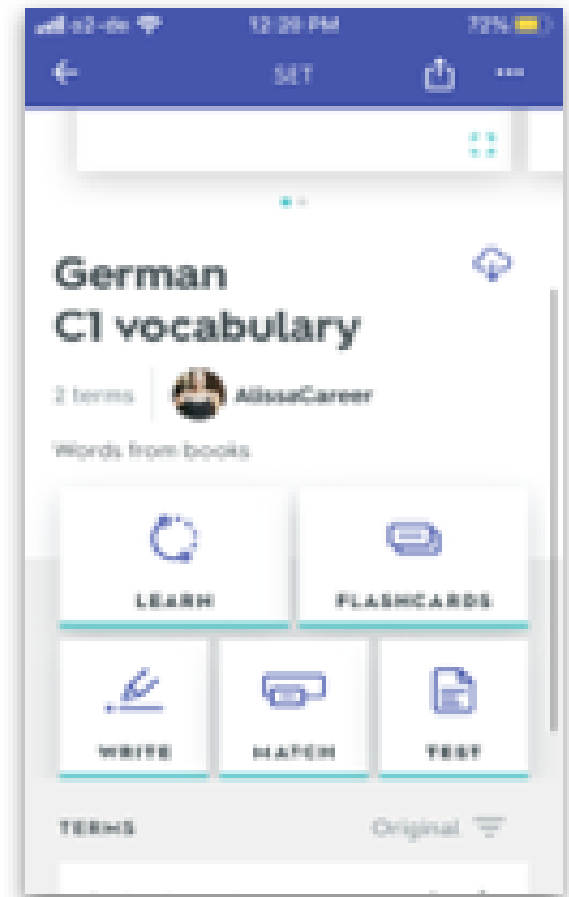 12:20 PM 72%
SET
German
C1 vocabulary
2 terms AlissaCareer
Words from books
LEARN FLASHCARDS
WRITE MATCH TEST
TERMS Original